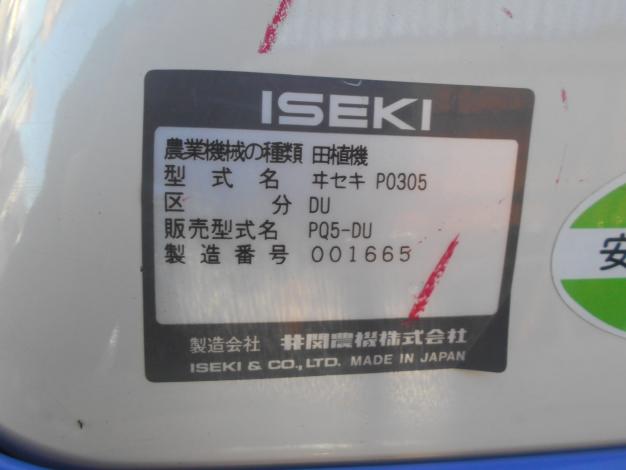 ISEKI
農業機械の種類 田植機
型式名 ヰセキ P0305
区分 DU
販売型式名 PQ5-DU
製造番号 001665
製造会社 井関農機株式会社
ISEKI & CO., LTD. MADE IN JAPAN
安